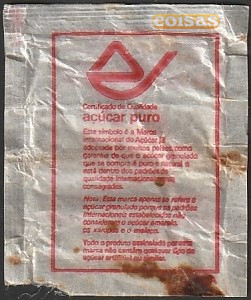 coisas
Certificado de Qualidade
açúcar puro
Este símbolo é a Marca
Internacional do Açúcar já
adoptada por muitos países como
garantia de que o açúcar granulado
que se compra é puro e natural e
está dentro dos padrões de
qualidade internacionalmente
consagrados.
Nota: Esta marca apenas se refere a
açúcar granulado porque os padrões
internacionais estabelecidos não
consideram o açúcar amarelo,
os xaropes e o melaço.
Todo o produto assinalado por esta
marca não contém qualquer tipo de
açúcar artificial ou similar.